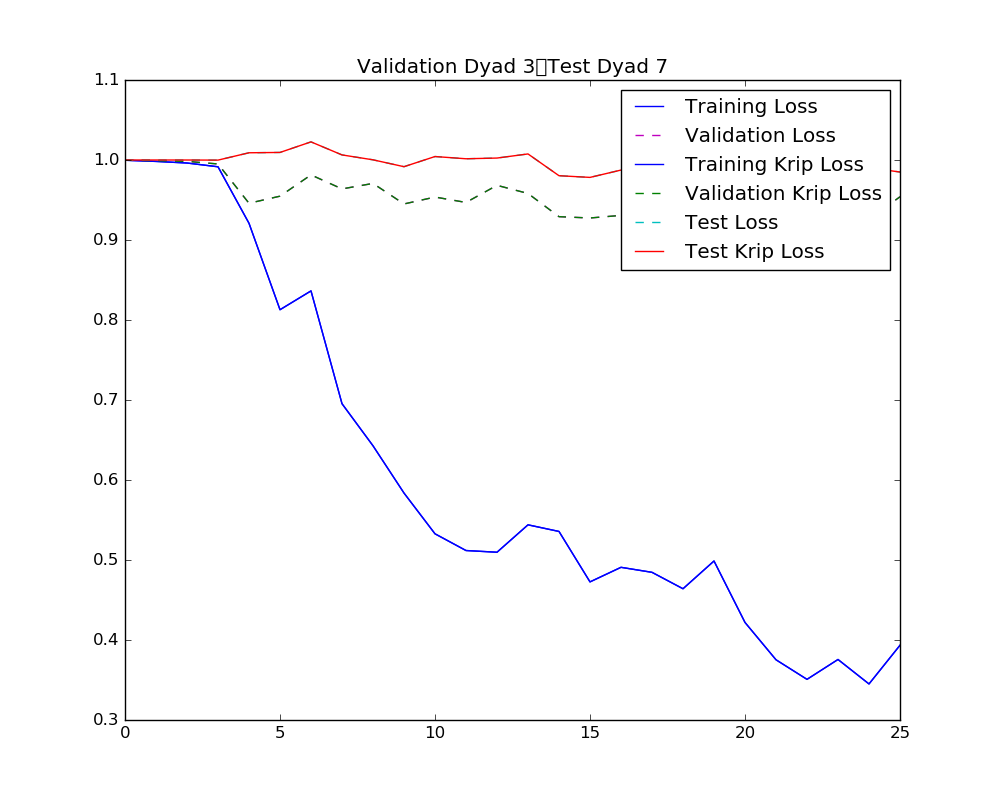 Validation Dyad 3 Test Dyad 7
1.1
1.0
0.9
0.8
0.7
0.6
0.5
0.4
0.3
0 5 10 15 20 25
Training Loss
Validation Loss
Training Krip Loss
Validation Krip Loss
Test Loss
Test Krip Loss